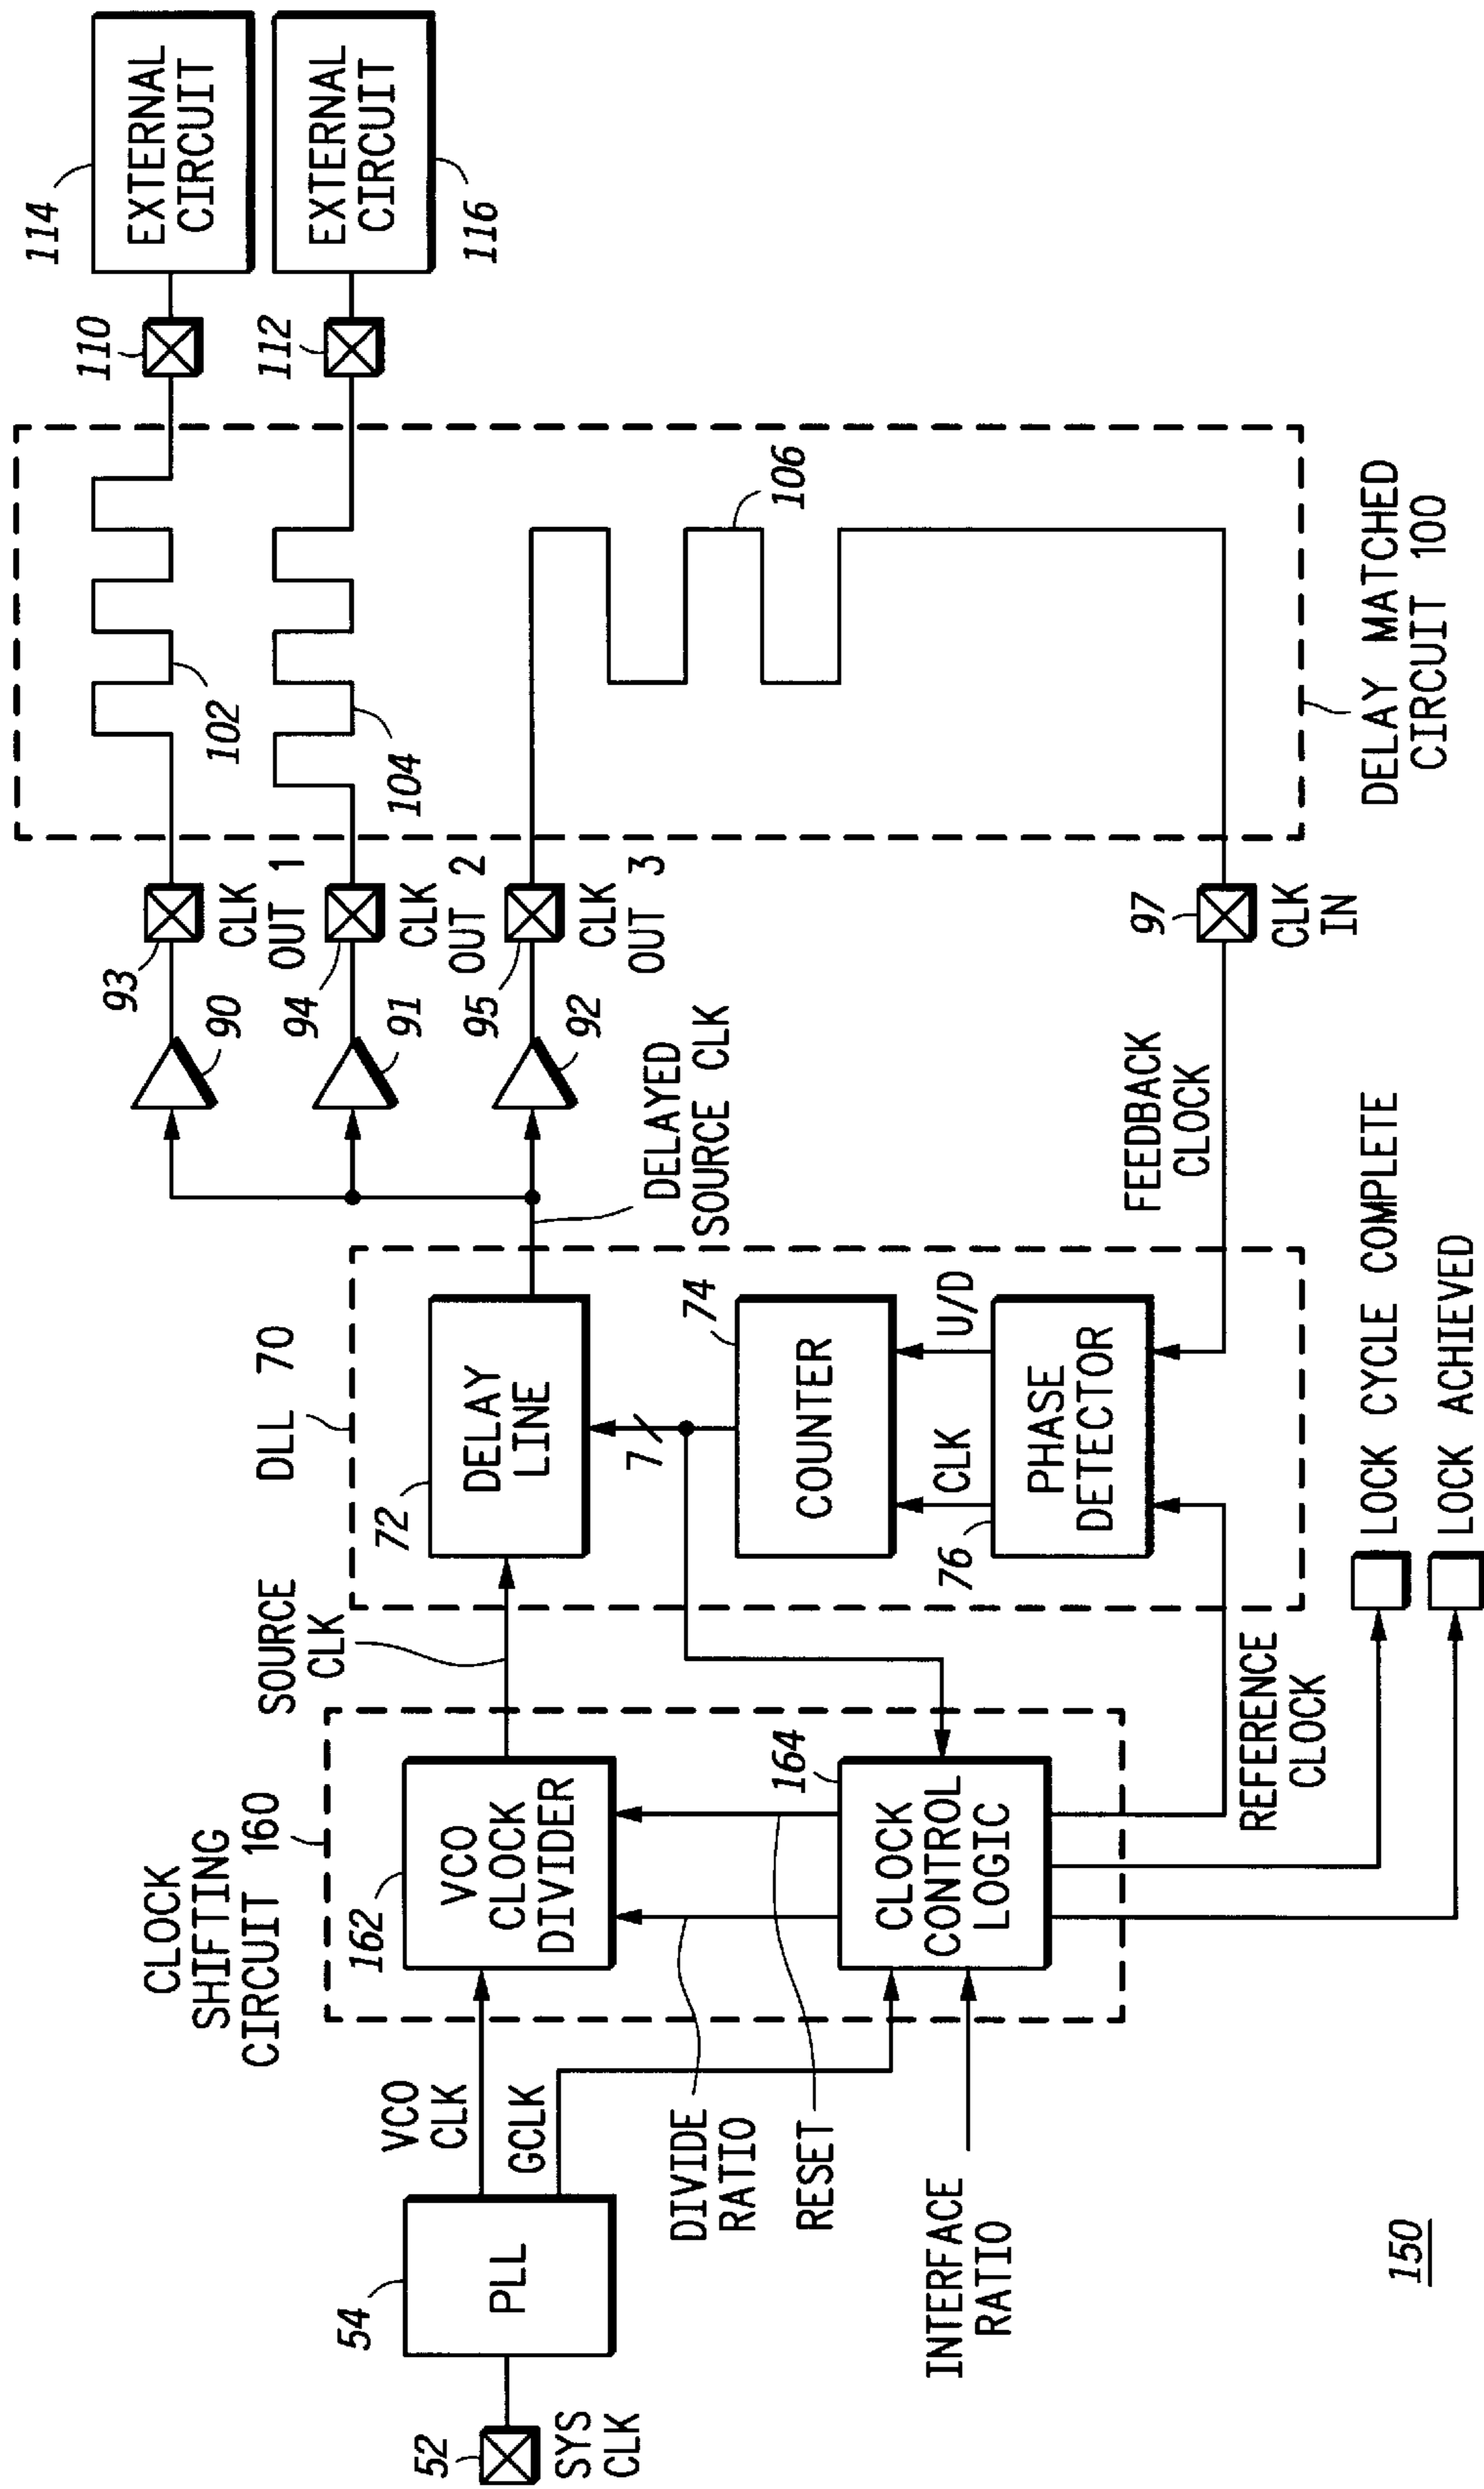 52
SYS
CLK
54
PLL
VCO
CLK
GCLK
DIVIDE
RATIO
RESET
INTERFACE
RATIO
150
CLOCK
SHIFTING
CIRCUIT 160
162
VCO
CLOCK
DIVIDER
164
CLOCK
CONTROL
LOGIC
SOURCE
CLK
REFERENCE
CLOCK
DLL 70
72
DELAY
LINE
7
74
COUNTER
CLK
U/D
76
PHASE
DETECTOR
LOCK CYCLE COMPLETE
LOCK ACHIEVED
DELAYED
SOURCE CLK
FEEDBACK
CLOCK
90
91
92
93
CLK
OUT 1
94
CLK
OUT 2
95
CLK
OUT 3
97
CLK
IN
102
104
106
DELAY MATCHED
CIRCUIT 100
110
112
114
EXTERNAL
CIRCUIT
EXTERNAL
CIRCUIT
116